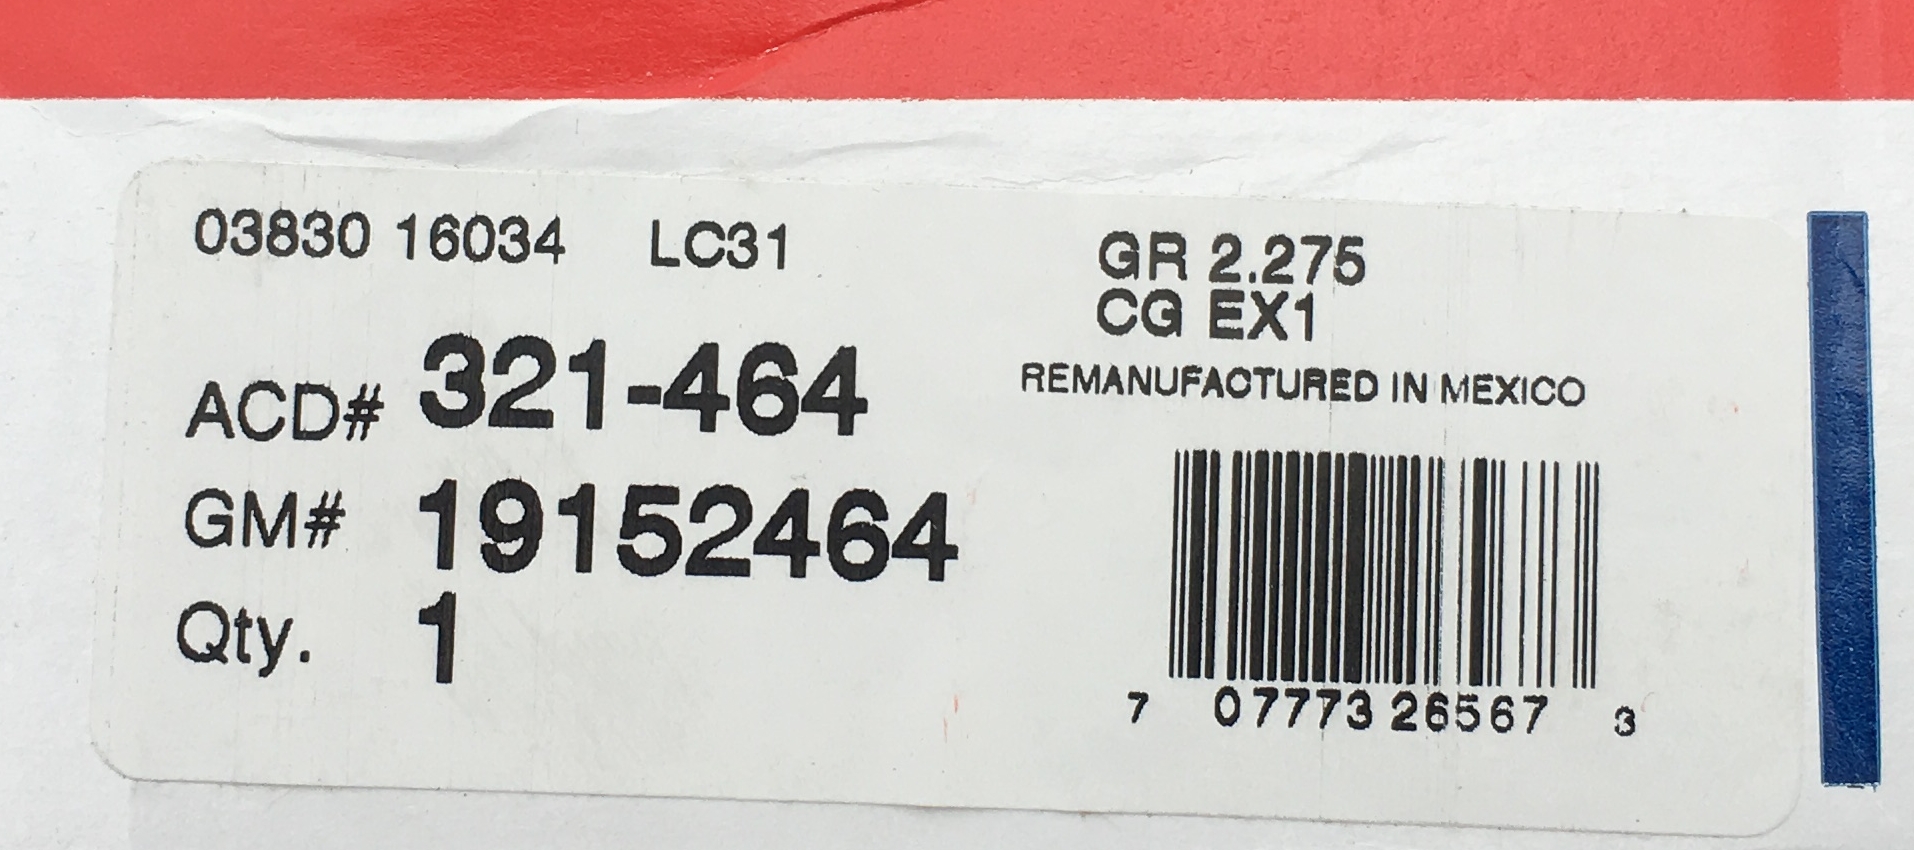 03830 16034 LC31
GR 2.275
CG EX1
REMANUFACTURED IN MEXICO
ACD# 321-464
GM# 19152464
Qty. 1
7 07773 26567 3